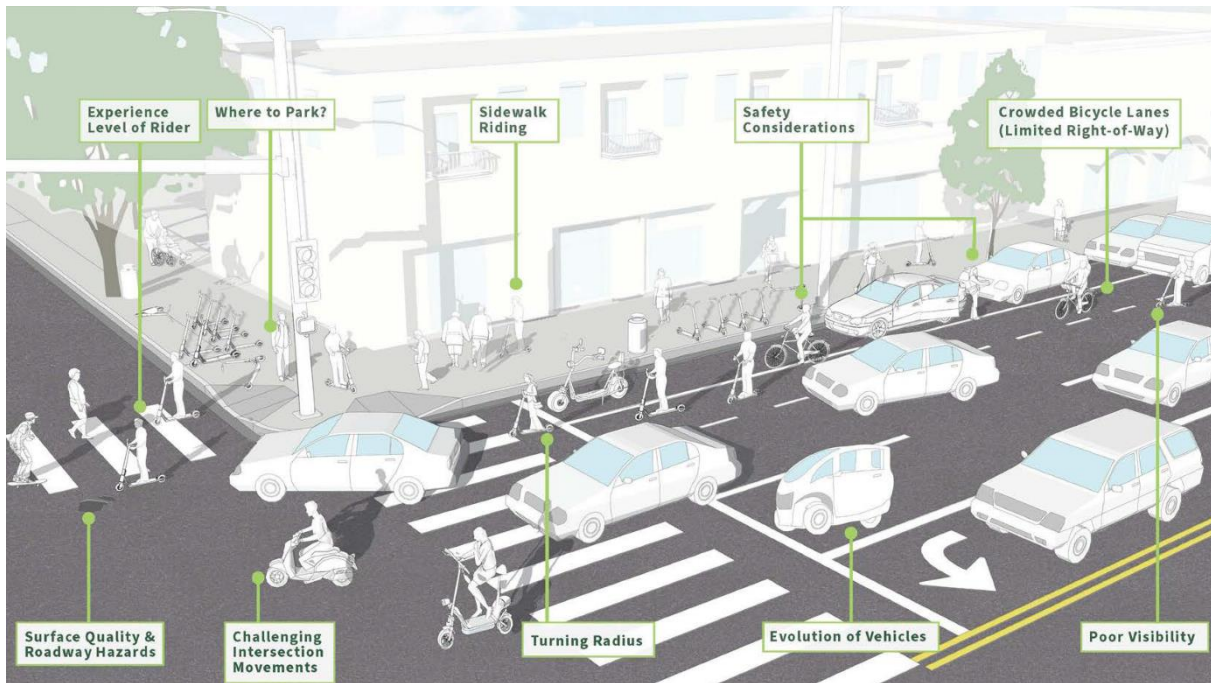 Experience
Level of Rider
Where to Park?
Sidewalk
Riding
Safety
Considerations
Crowded Bicycle Lanes
(Limited Right-of-Way)
Surface Quality &
Roadway Hazards
Challenging
Intersection
Movements
Turning Radius
Evolution of Vehicles
Poor Visibility